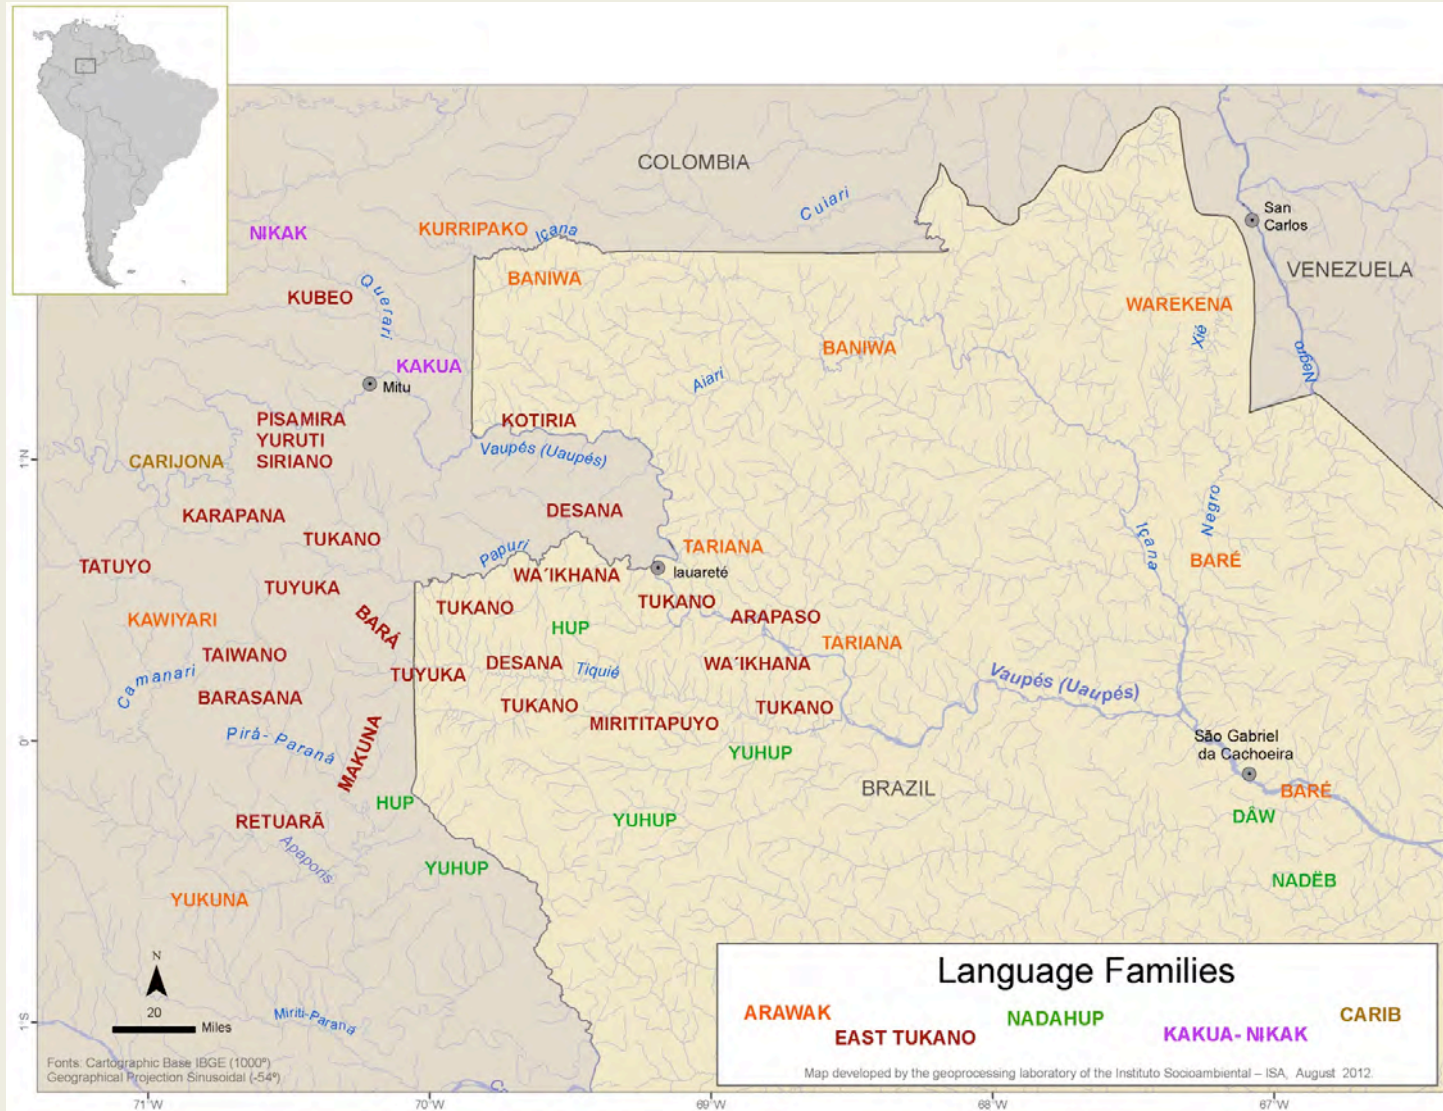 COLOMBIA
Cuiari
San
Carlos
NIKAK
KURRIPAKO
Içana
VENEZUELA
BANIWA
Querari
KUBEO
WAREKENA
Xié
BANIWA
Negro
KAKUA
Aiari
Mitu
PISAMIRA
YURUTI
SIRIANO
KOTIRIA
Vaupés (Uaupés)
CARIJONA
1°N
KARAPANA
DESANA
Negro
TUKANO
Papuri
TARIANA
Içana
BARÉ
TATUYO
WA´IKHANA
Iauareté
TUYUKA
TUKANO
TUKANO
ARAPASO
KAWIYARI
BARÁ
HUP
TARIANA
TAIWANO
DESANA
Tiquié
WA´IKHANA
Camanari
TUYUKA
Vaupés (Uaupés)
BARASANA
TUKANO
MIRITITAPUYO
TUKANO
Pirá- Paraná
MAKUNA
YUHUP
São Gabriel
da Cachoeira
0°
BRAZIL
BARÉ
HUP
DÂW
RETUARÃ
YUHUP
Apaporis
YUHUP
NADËB
YUKUNA
N
20
Miles
Miriti-Paraná
1°S
Language Families
ARAWAK
EAST TUKANO
NADAHUP
KAKUA- NIKAK
CARIB
Map developed by the geoprocessing laboratory of the Instituto Socioambiental – ISA, August 2012.
Fonts: Cartographic Base IBGE (1000º)
Geographical Projection Sinusoidal (-54º)
71°W
70°W
69°W
68°W
67°W